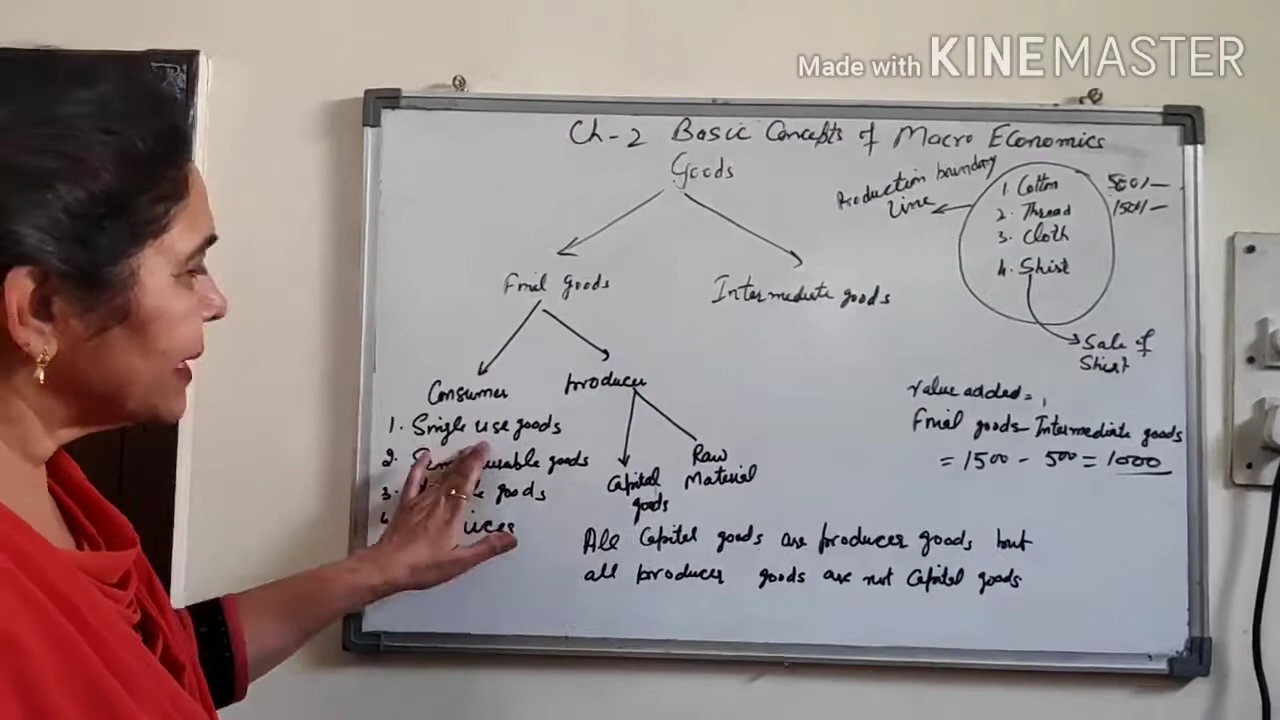 Made with KINEMASTER
Ch-2 Basic Concepts of Macro Economics
Goods
Final goods
Intermediate goods
Consumer
1. Single use goods
2. goods
3. goods
4.
Producer
Capital goods
Raw Material
All Capital goods are producer goods but
all producer goods are not Capital goods
Production boundary
Line
1. Cotton 500/-
2. Thread 1500/-
3. Cloth
4. Shirt
Sale of
Shirt
Value added =
Final goods - Intermediate goods
= 1500 - 500 = 1000